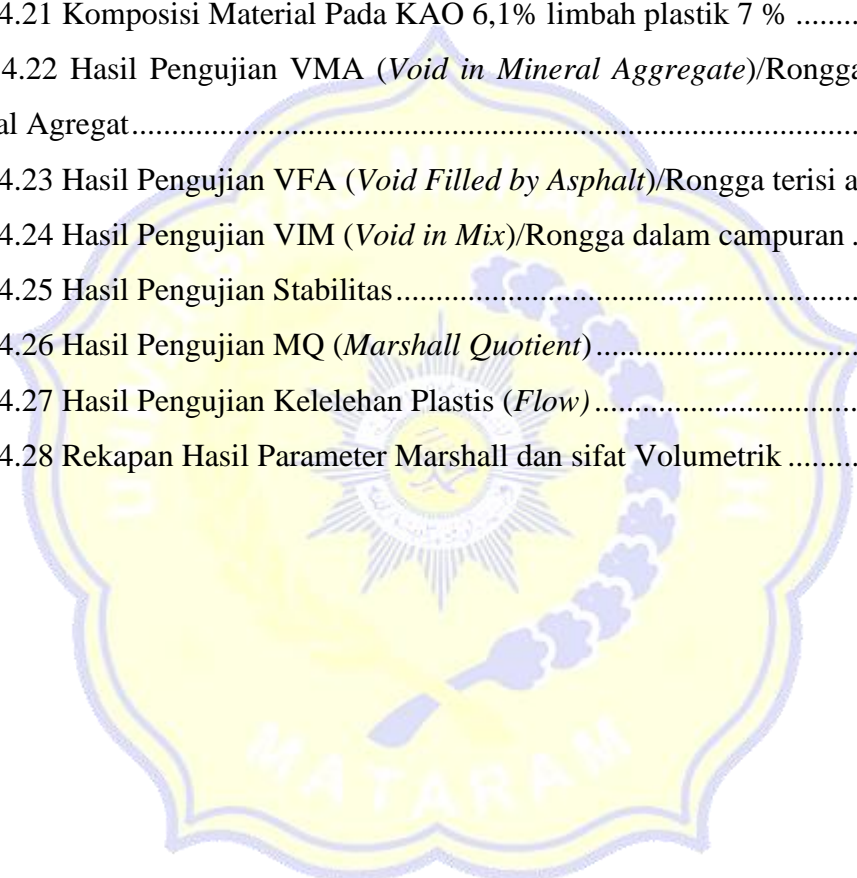 4.21 Komposisi Material Pada KAO 6,1% limbah plastik 7 % ..........
4.22 Hasil Pengujian VMA (Void in Mineral Aggregate)/Rongga
al Agregat..........................................................................................
4.23 Hasil Pengujian VFA (Void Filled by Asphalt)/Rongga terisi a
4.24 Hasil Pengujian VIM (Void in Mix)/Rongga dalam campuran .
4.25 Hasil Pengujian Stabilitas..........................................................
4.26 Hasil Pengujian MQ (Marshall Quotient)..................................
4.27 Hasil Pengujian Kelelehan Plastis (Flow)..................................
4.28 Rekapan Hasil Parameter Marshall dan sifat Volumetrik ..........
UNIVERSITAS MUHAMMADIYAH
MATARAM